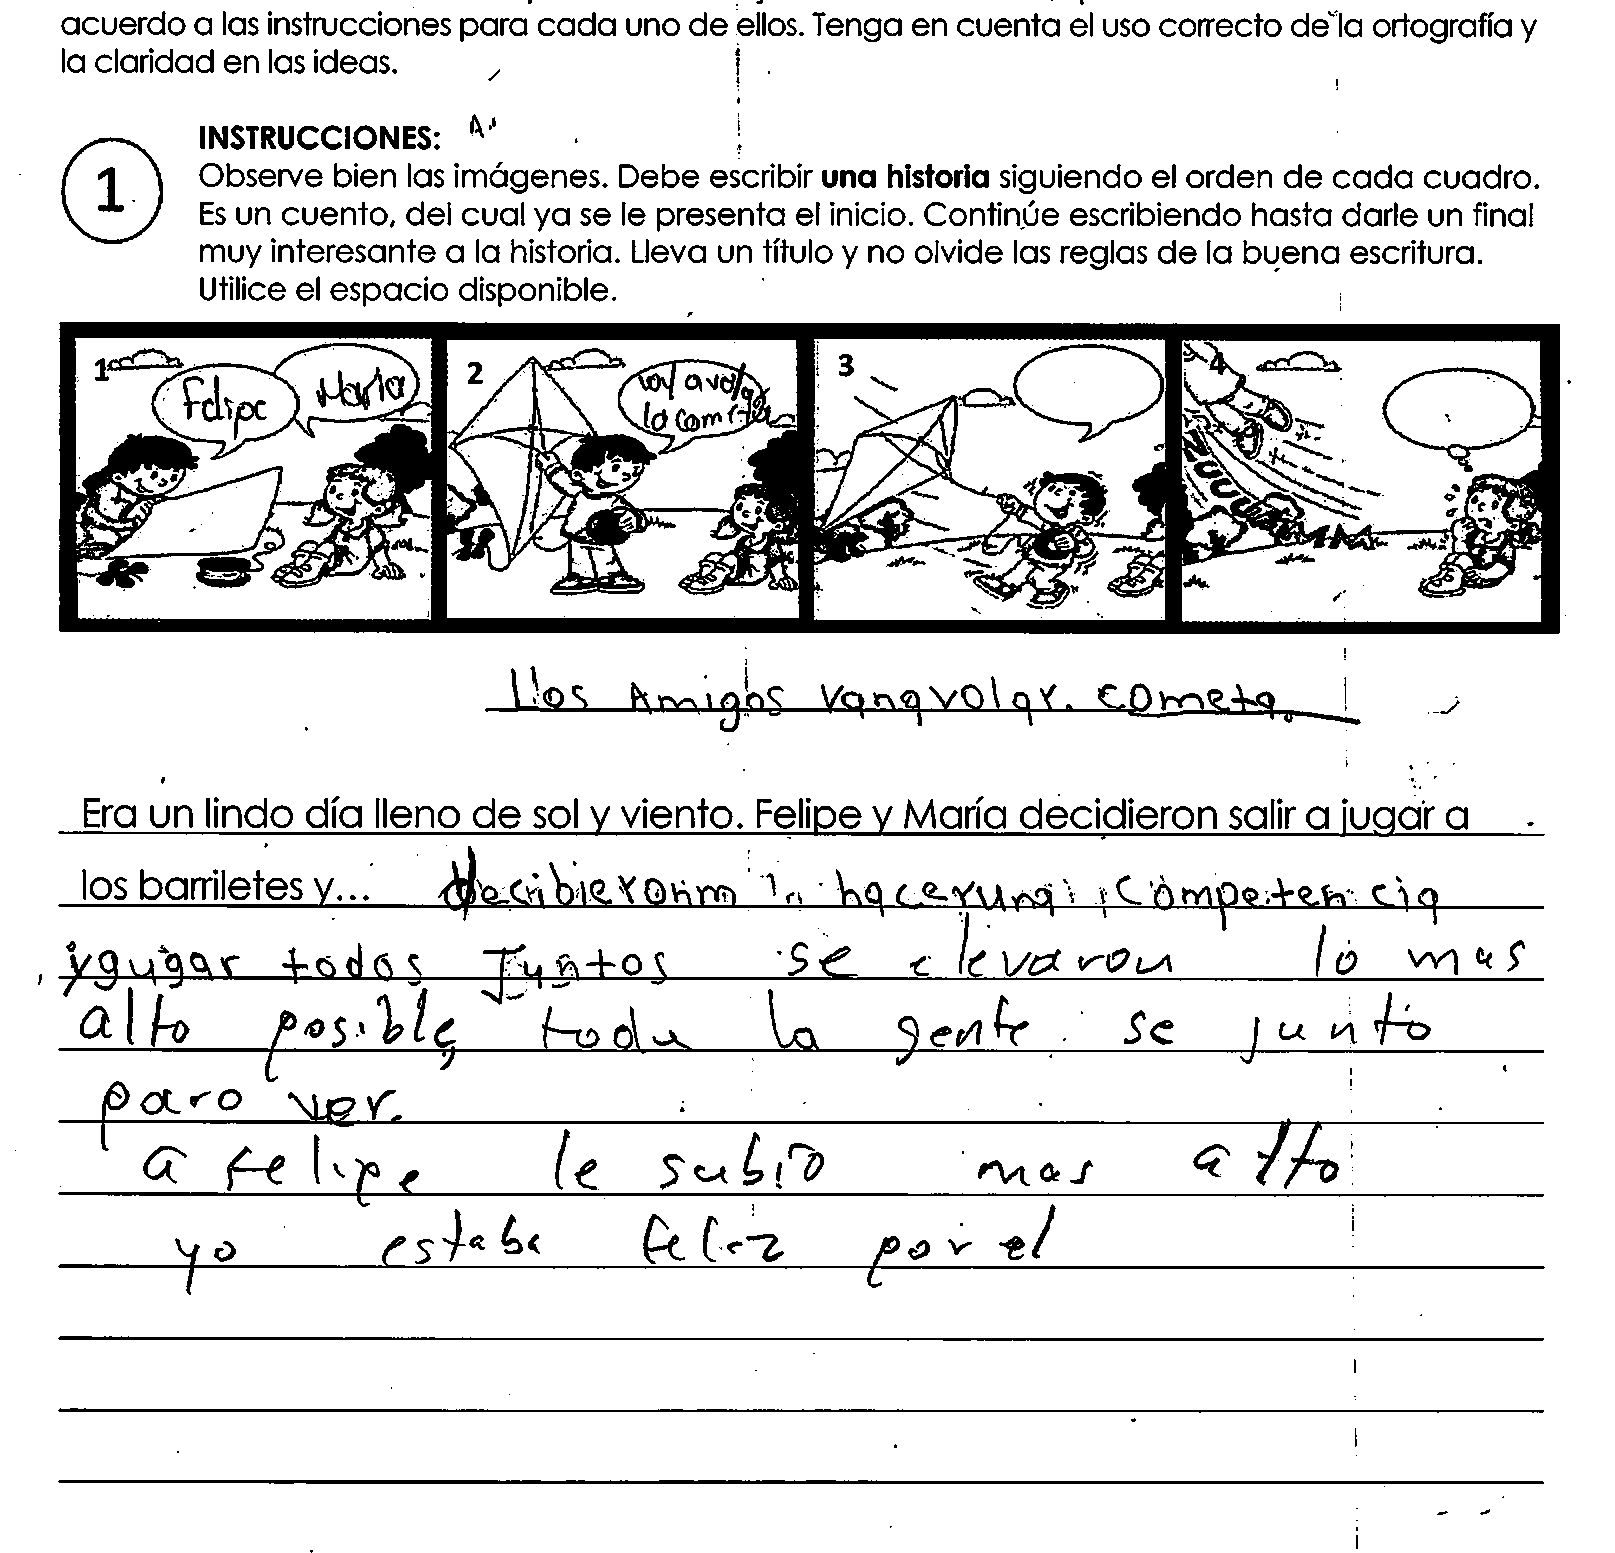 acuerdo a las instrucciones para cada uno de ellos. Tenga en cuenta el uso correcto de la ortografía y
la claridad en las ideas.
INSTRUCCIONES:
1
Observe bien las imágenes. Debe escribir una historia siguiendo el orden de cada cuadro.
Es un cuento, del cual ya se le presenta el inicio. Continúe escribiendo hasta darle un final
muy interesante a la historia. Lleva un título y no olvide las reglas de la buena escritura.
Utilice el espacio disponible.
1
Felipe
María
2
voy a volar
la cometa
3
4
ZUUUMMM
Llos Amigos vanavolar. cometa.
Era un lindo día lleno de sol y viento. Felipe y María decidieron salir a jugar a
los barriletes y... haceruna competencia
ygugar todos Juntos se elevaron lo mas
alto posible, toda la gente se junto
paro ver.
a felipe le subio mas alto
yo estaba feliz por el